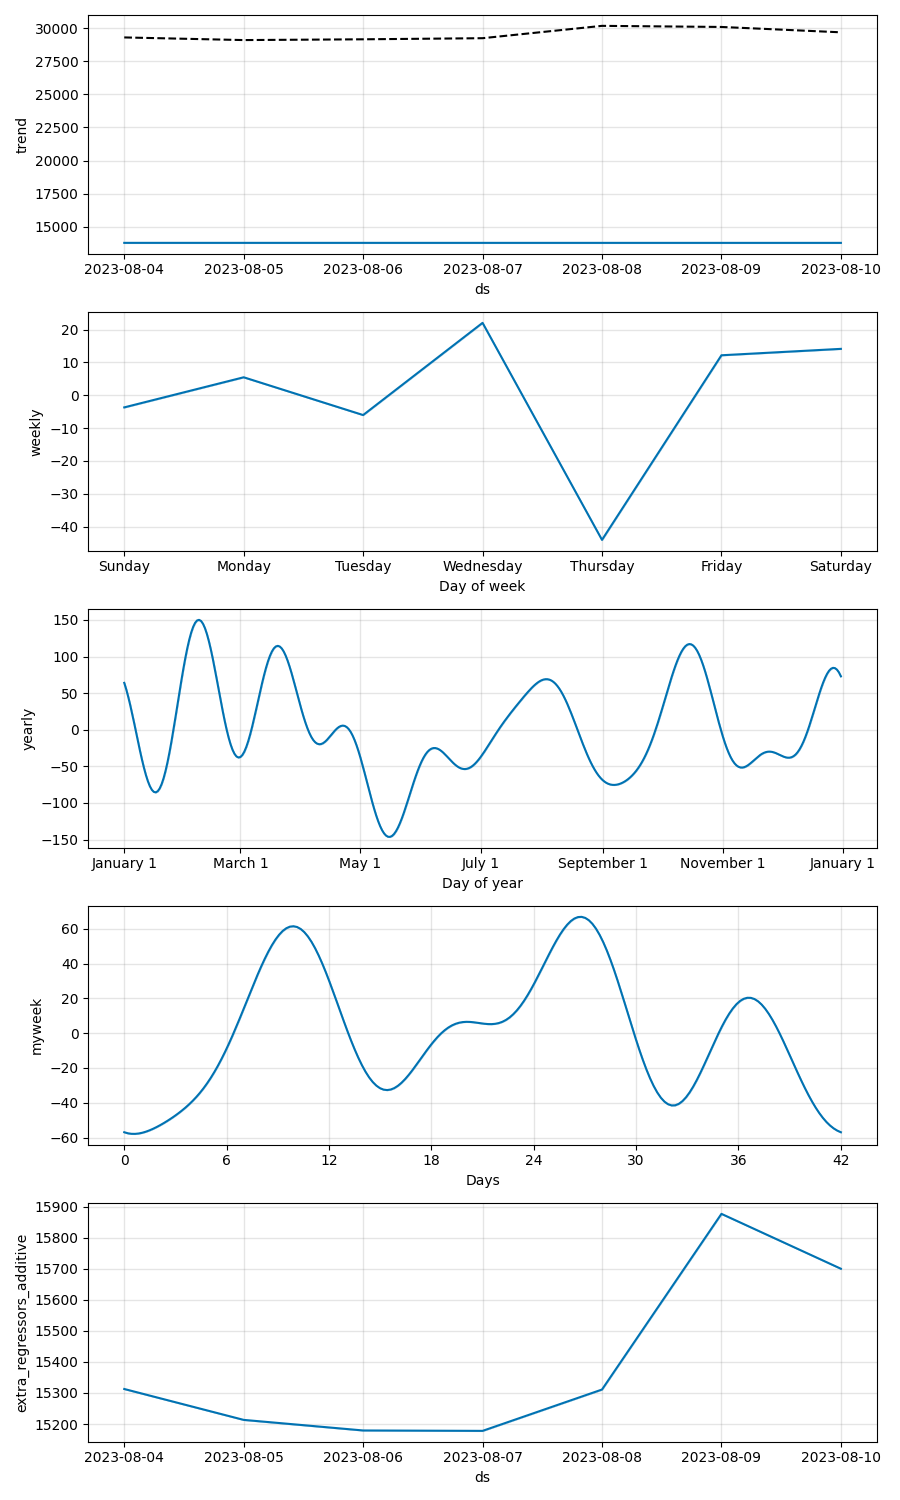 30000
27500
25000
22500
20000
17500
15000
trend
2023-08-04 2023-08-05 2023-08-06 2023-08-07 2023-08-08 2023-08-09 2023-08-10
ds
20
10
0
−10
−20
−30
−40
weekly
Sunday Monday Tuesday Wednesday Thursday Friday Saturday
Day of week
150
100
50
0
−50
−100
−150
yearly
January 1 March 1 May 1 July 1 September 1 November 1 January 1
Day of year
60
40
20
0
−20
−40
−60
myweek
0 6 12 18 24 30 36 42
Days
15900
15800
15700
15600
15500
15400
15300
15200
extra_regressors_additive
2023-08-04 2023-08-05 2023-08-06 2023-08-07 2023-08-08 2023-08-09 2023-08-10
ds